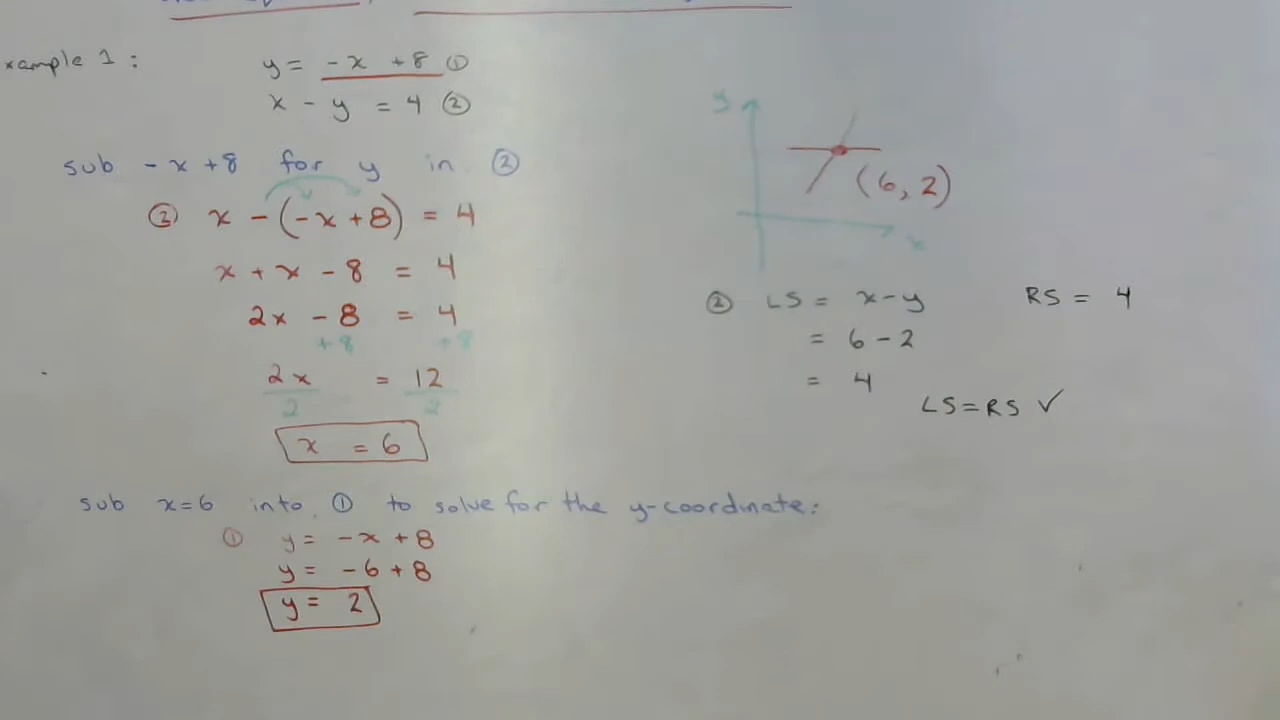 xample 1:
y = -x +8 ①
x - y = 4 ②
sub -x+8 for y in ②
② x - (-x+8) = 4
x + x - 8 = 4
2x - 8 = 4
+8 +8
2x = 12
2 2
x = 6
sub x=6 into ① to solve for the y-coordinate:
① y = -x +8
y = -6 +8
y = 2
y
(6, 2)
x
② LS = x-y RS = 4
= 6-2
= 4
LS=RS ✓